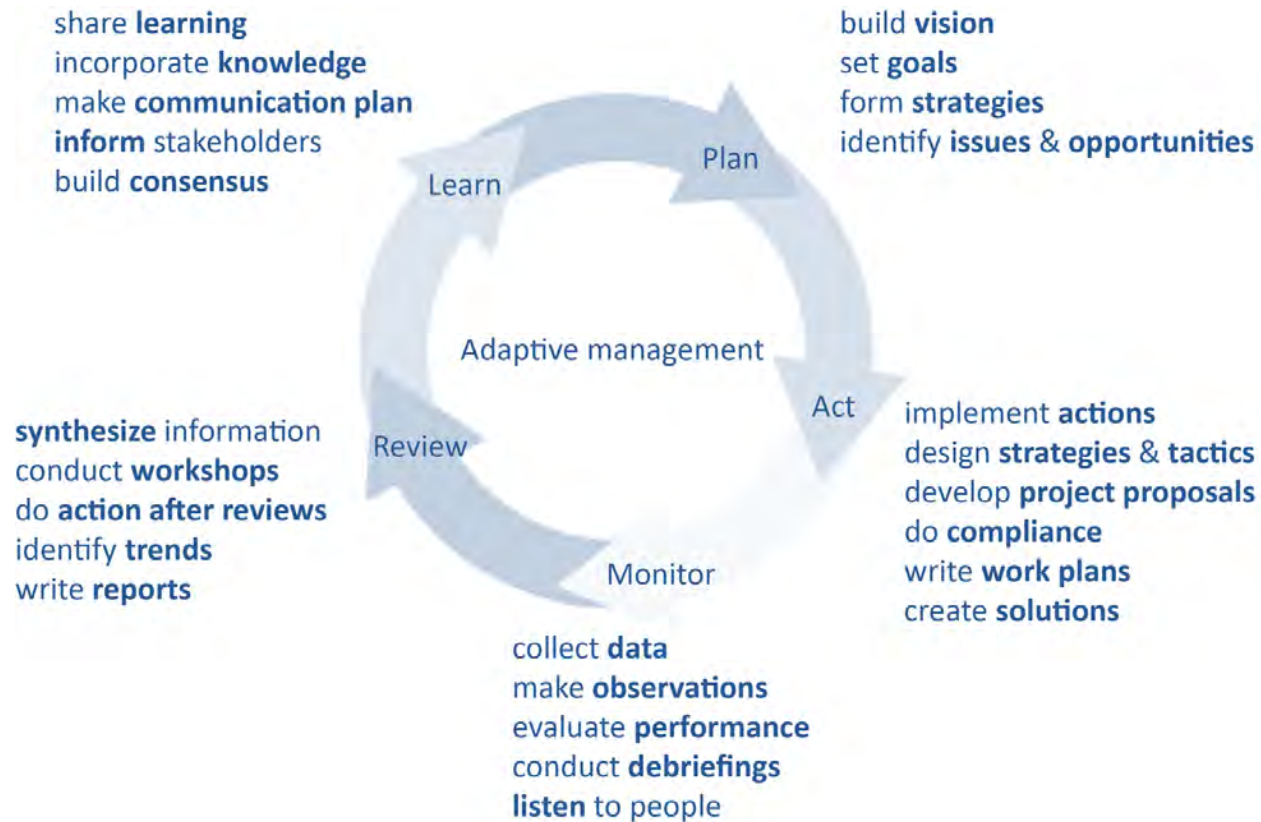 share learning
incorporate knowledge
make communication plan
inform stakeholders
build consensus
build vision
set goals
form strategies
identify issues & opportunities
Learn
Plan
Adaptive management
Act
Review
Monitor
implement actions
design strategies & tactics
develop project proposals
do compliance
write work plans
create solutions
synthesize information
conduct workshops
do action after reviews
identify trends
write reports
collect data
make observations
evaluate performance
conduct debriefings
listen to people